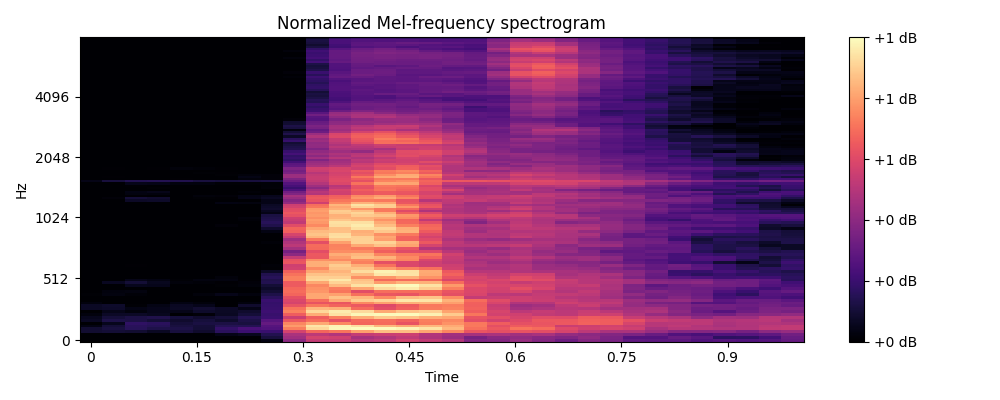 Normalized Mel-frequency spectrogram
Hz
4096
2048
1024
512
0
0 0.15 0.3 0.45 0.6 0.75 0.9
Time
+1 dB
+1 dB
+1 dB
+0 dB
+0 dB
+0 dB